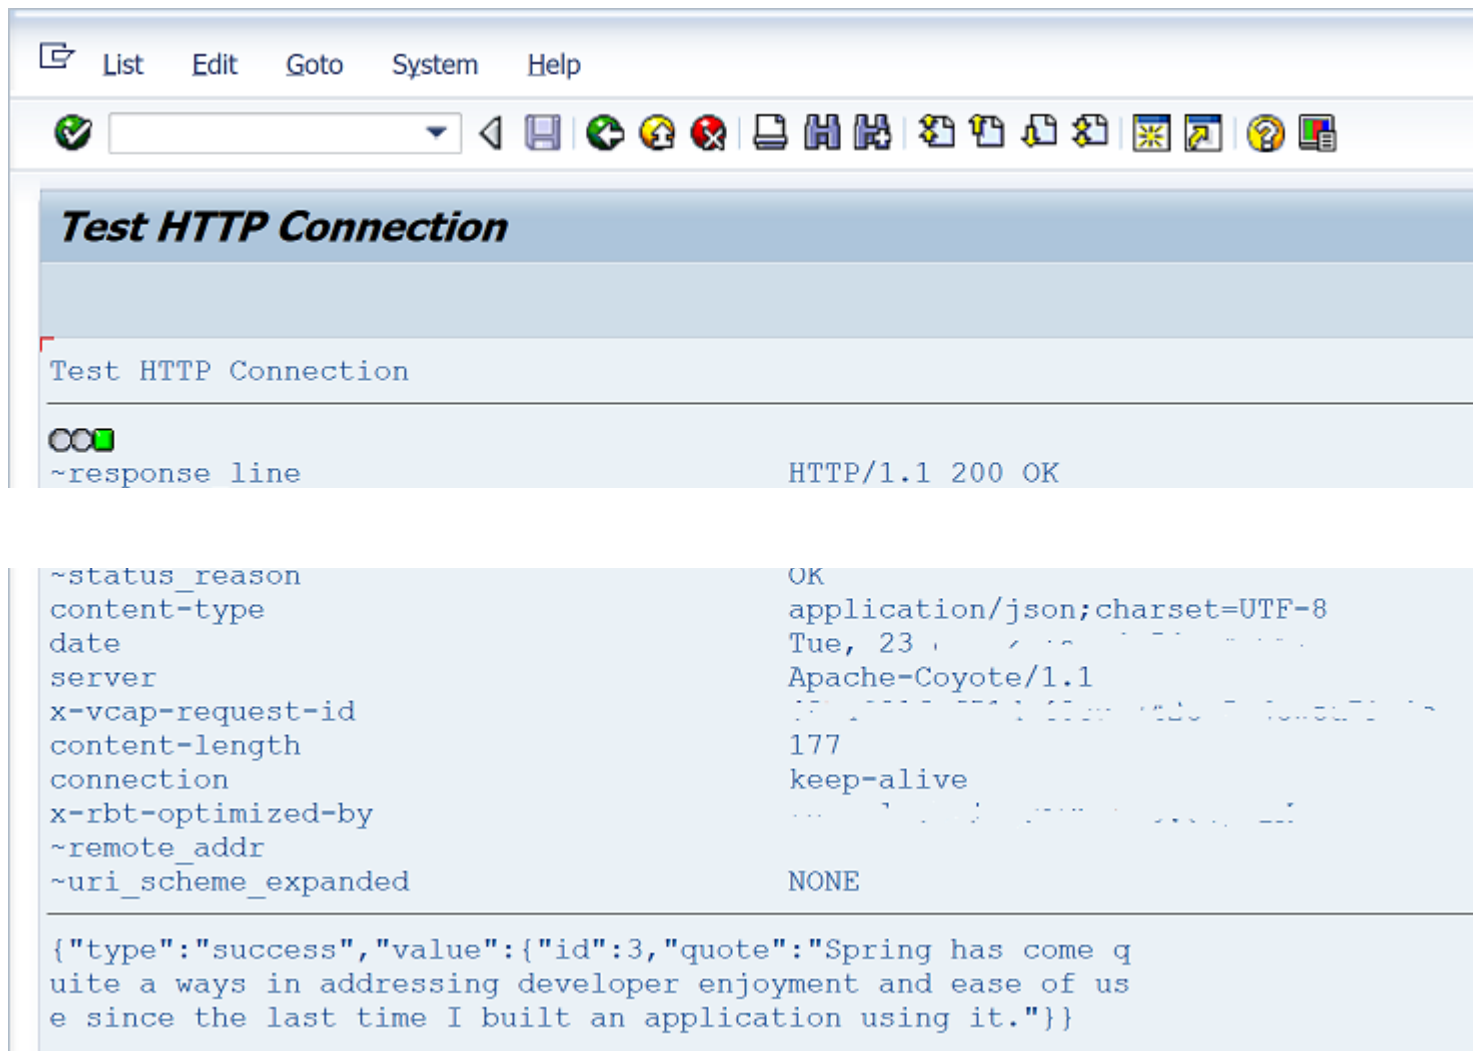 List Edit Goto System Help
Test HTTP Connection
Test HTTP Connection
~response_line HTTP/1.1 200 OK
~status_reason OK
content-type application/json;charset=UTF-8
date Tue, 23
server Apache-Coyote/1.1
x-vcap-request-id
content-length 177
connection keep-alive
x-rbt-optimized-by
~remote_addr
~uri_scheme_expanded NONE
{"type":"success","value":{"id":3,"quote":"Spring has come q
uite a ways in addressing developer enjoyment and ease of us
e since the last time I built an application using it."}}